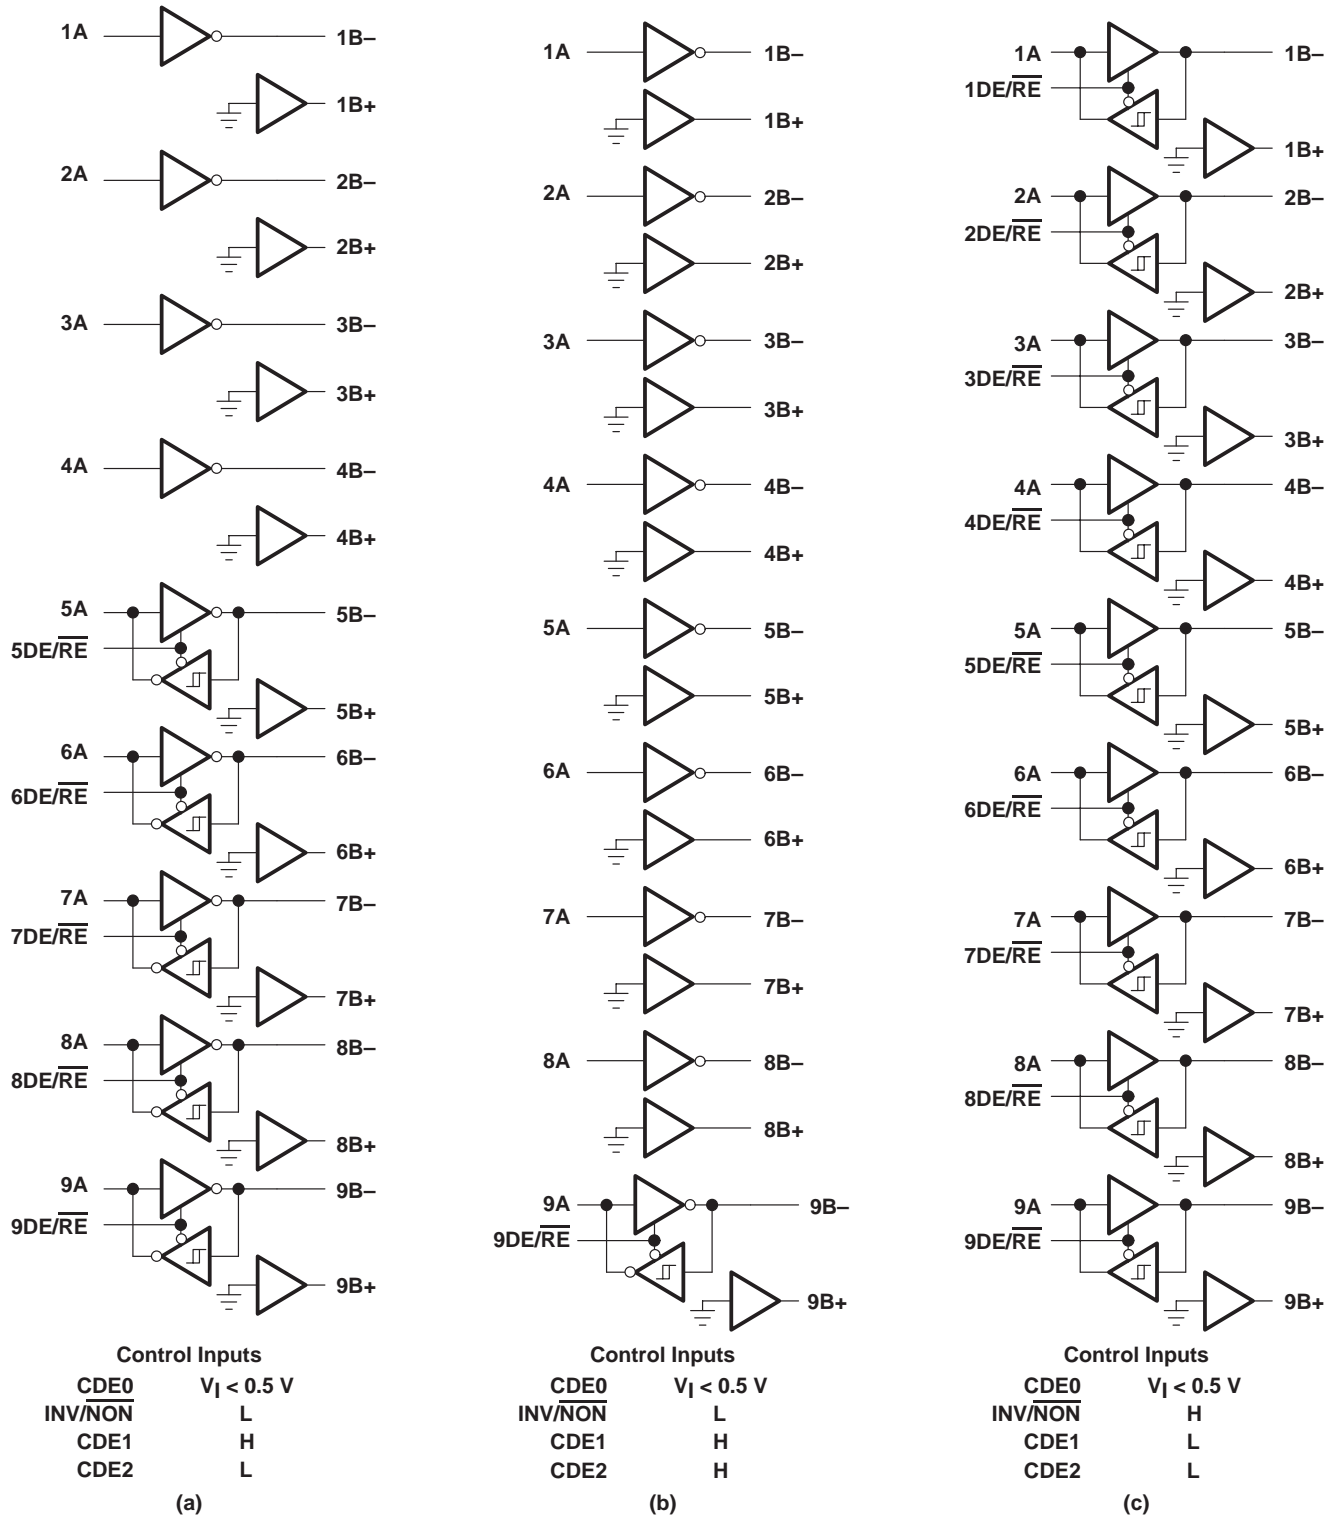 1A
1B–
1B+
2A
2B–
2B+
3A
3B–
3B+
4A
4B–
4B+
5A
5B–
5DE/RE
5B+
6A
6B–
6DE/RE
6B+
7A
7B–
7DE/RE
7B+
8A
8B–
8DE/RE
8B+
9A
9B–
9DE/RE
9B+
Control Inputs
CDE0 VI < 0.5 V
INV/NON L
CDE1 H
CDE2 L
(a)
1A
1B–
1B+
2A
2B–
2B+
3A
3B–
3B+
4A
4B–
4B+
5A
5B–
5B+
6A
6B–
6B+
7A
7B–
7B+
8A
8B–
8B+
9A
9B–
9DE/RE
9B+
Control Inputs
CDE0 VI < 0.5 V
INV/NON L
CDE1 H
CDE2 H
(b)
1A
1B–
1DE/RE
1B+
2A
2B–
2DE/RE
2B+
3A
3B–
3DE/RE
3B+
4A
4B–
4DE/RE
4B+
5A
5B–
5DE/RE
5B+
6A
6B–
6DE/RE
6B+
7A
7B–
7DE/RE
7B+
8A
8B–
8DE/RE
8B+
9A
9B–
9DE/RE
9B+
Control Inputs
CDE0 VI < 0.5 V
INV/NON H
CDE1 L
CDE2 L
(c)